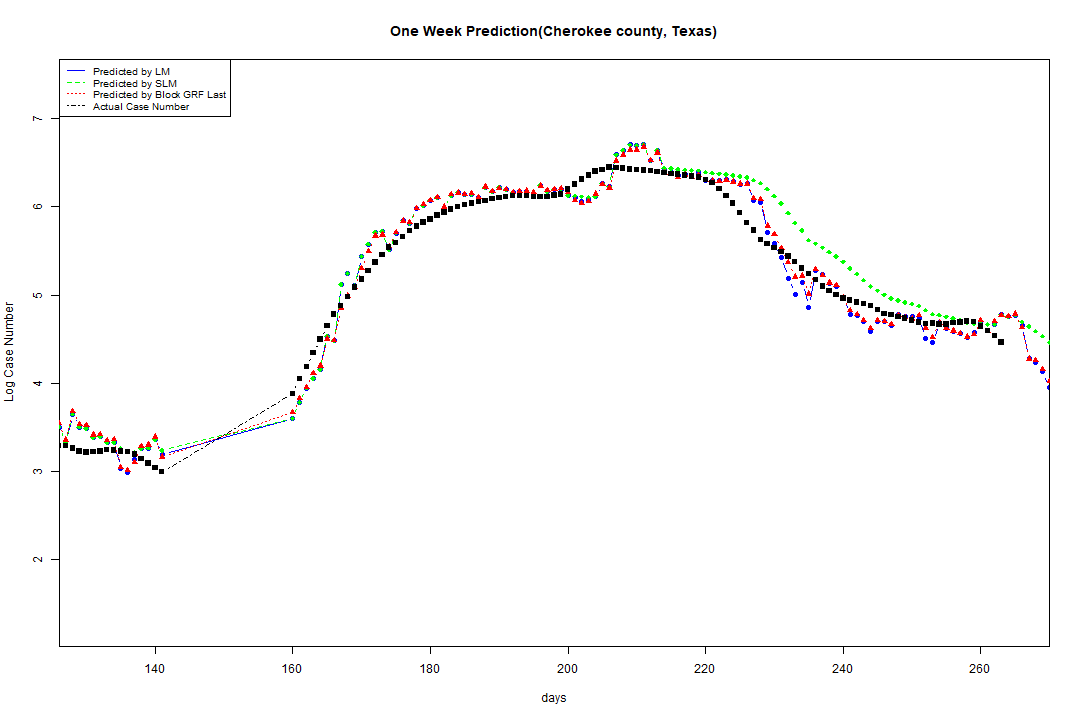 One Week Prediction(Cherokee county, Texas)
Predicted by LM
Predicted by SLM
Predicted by Block GRF Last
Actual Case Number
Log Case Number
7
6
5
4
3
2
140 160 180 200 220 240 260
days